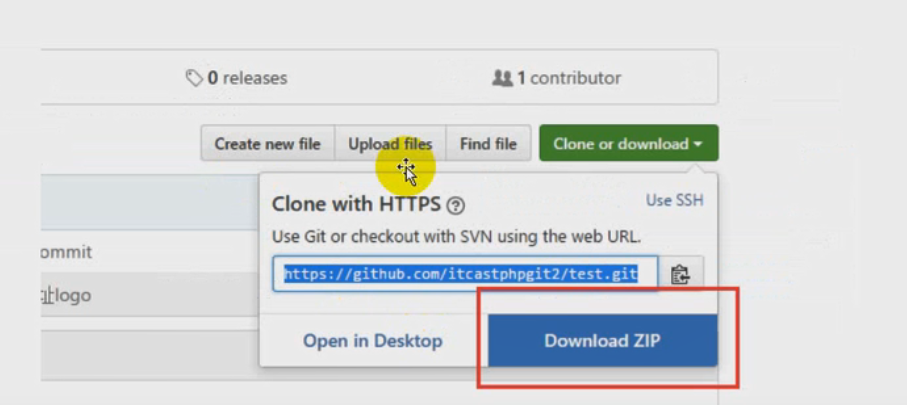 0 releases
1 contributor
Create new file
Upload files
Find file
Clone or download
Clone with HTTPS
Use SSH
Use Git or checkout with SVN using the web URL.
ommit
https://github.com/itcastphpgit2/test.git
logo
Open in Desktop
Download ZIP